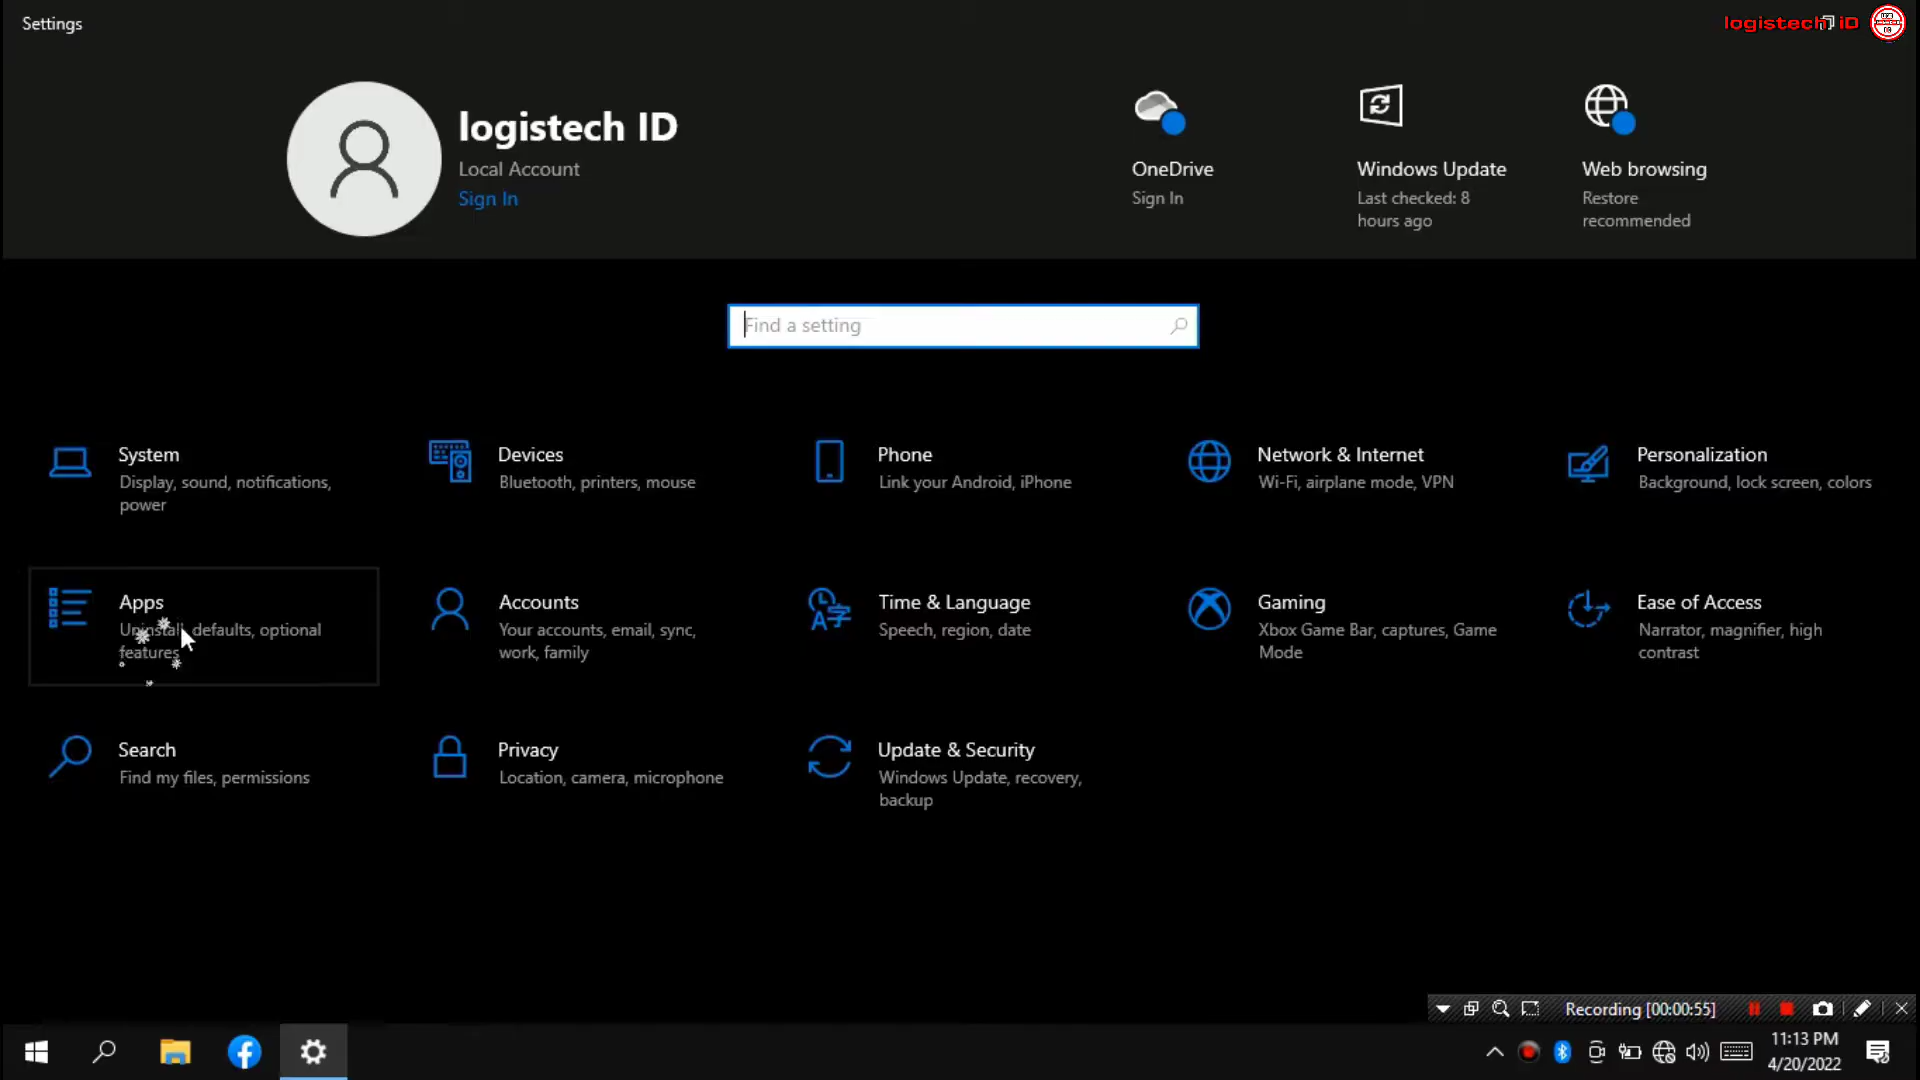 Settings
logistech iD
logistech ID
Local Account
Sign In
OneDrive
Sign In
Windows Update
Last checked: 8
hours ago
Web browsing
Restore
recommended
Find a setting
System
Display, sound, notifications,
power
Devices
Bluetooth, printers, mouse
Phone
Link your Android, iPhone
Network & Internet
Wi-Fi, airplane mode, VPN
Personalization
Background, lock screen, colors
Apps
Uninstall, defaults, optional
features
Accounts
Your accounts, email, sync,
work, family
Time & Language
Speech, region, date
Gaming
Xbox Game Bar, captures, Game
Mode
Ease of Access
Narrator, magnifier, high
contrast
Search
Find my files, permissions
Privacy
Location, camera, microphone
Update & Security
Windows Update, recovery,
backup
Recording [00:00:55]
11:13 PM
4/20/2022